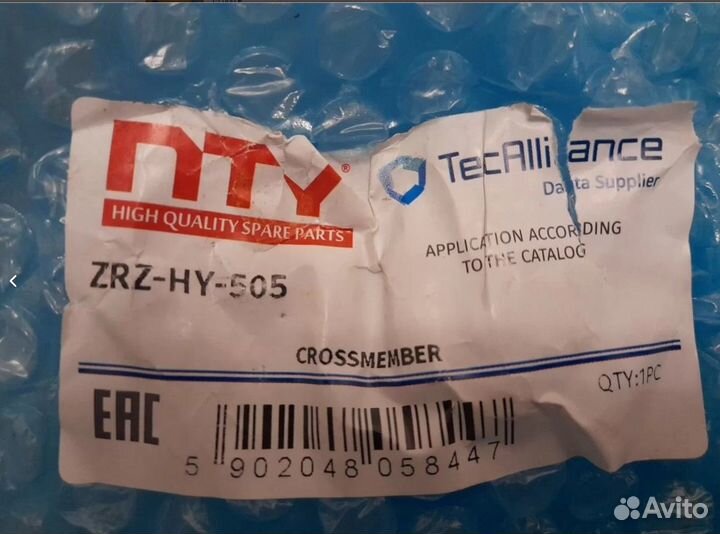 NTY®
HIGH QUALITY SPARE PARTS
TecAlliance
Data Supplier
APPLICATION ACCORDING
TO THE CATALOG
ZRZ-HY-505
CROSSMEMBER
QTY:1PC
EAC
5 902048 058447
Avito